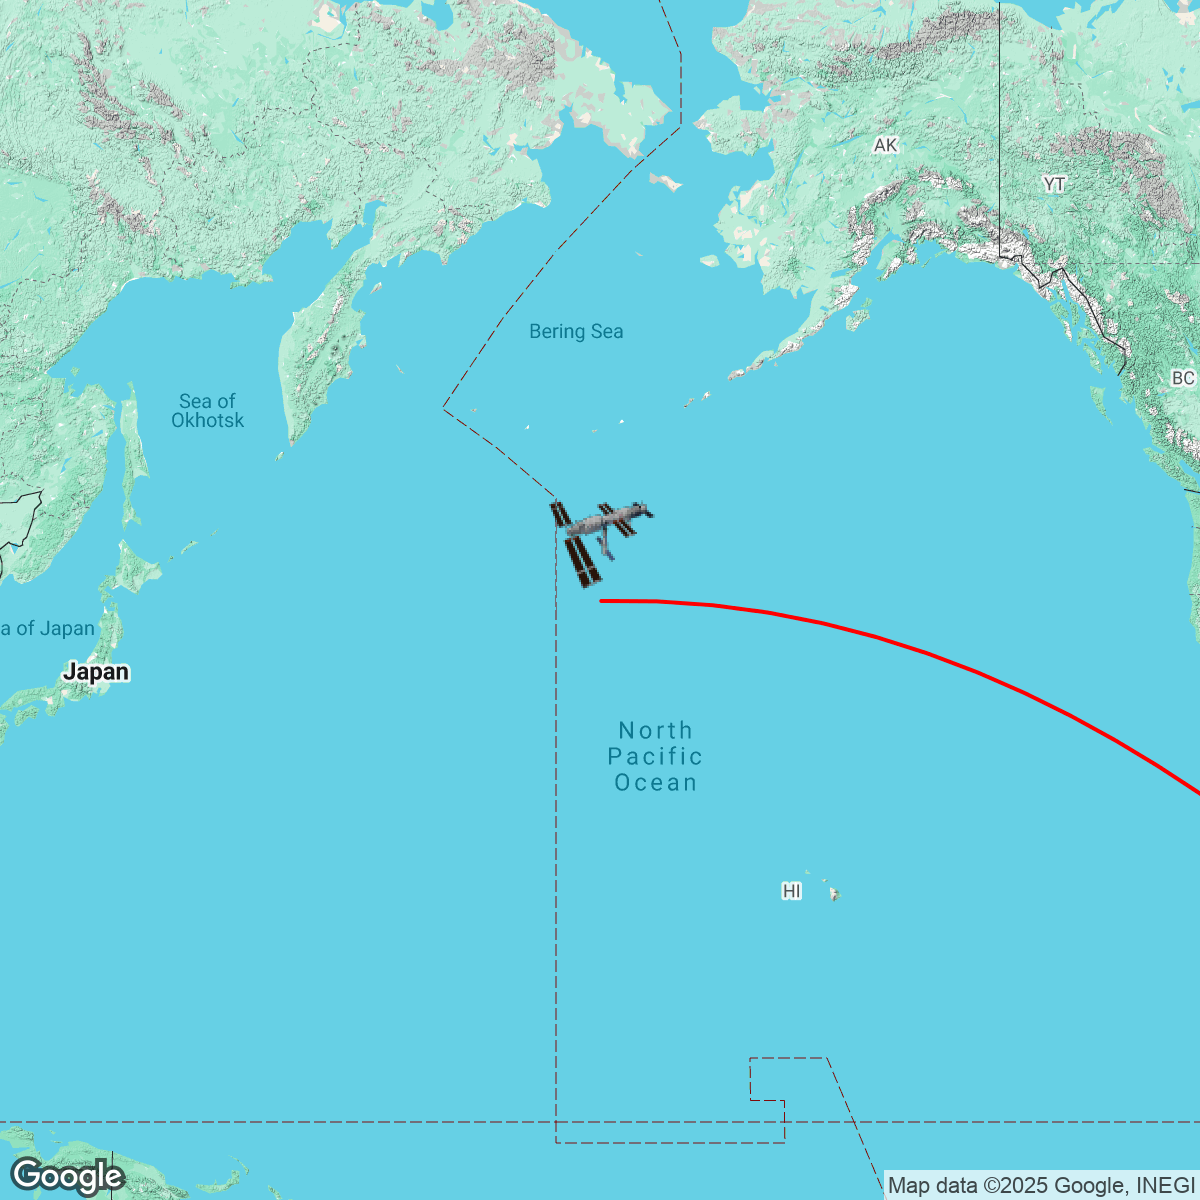 AK
YT
Bering Sea
BC
Sea of
Okhotsk
a of Japan
Japan
North
Pacific
Ocean
HI
Google
Map data ©2025 Google, INEGI